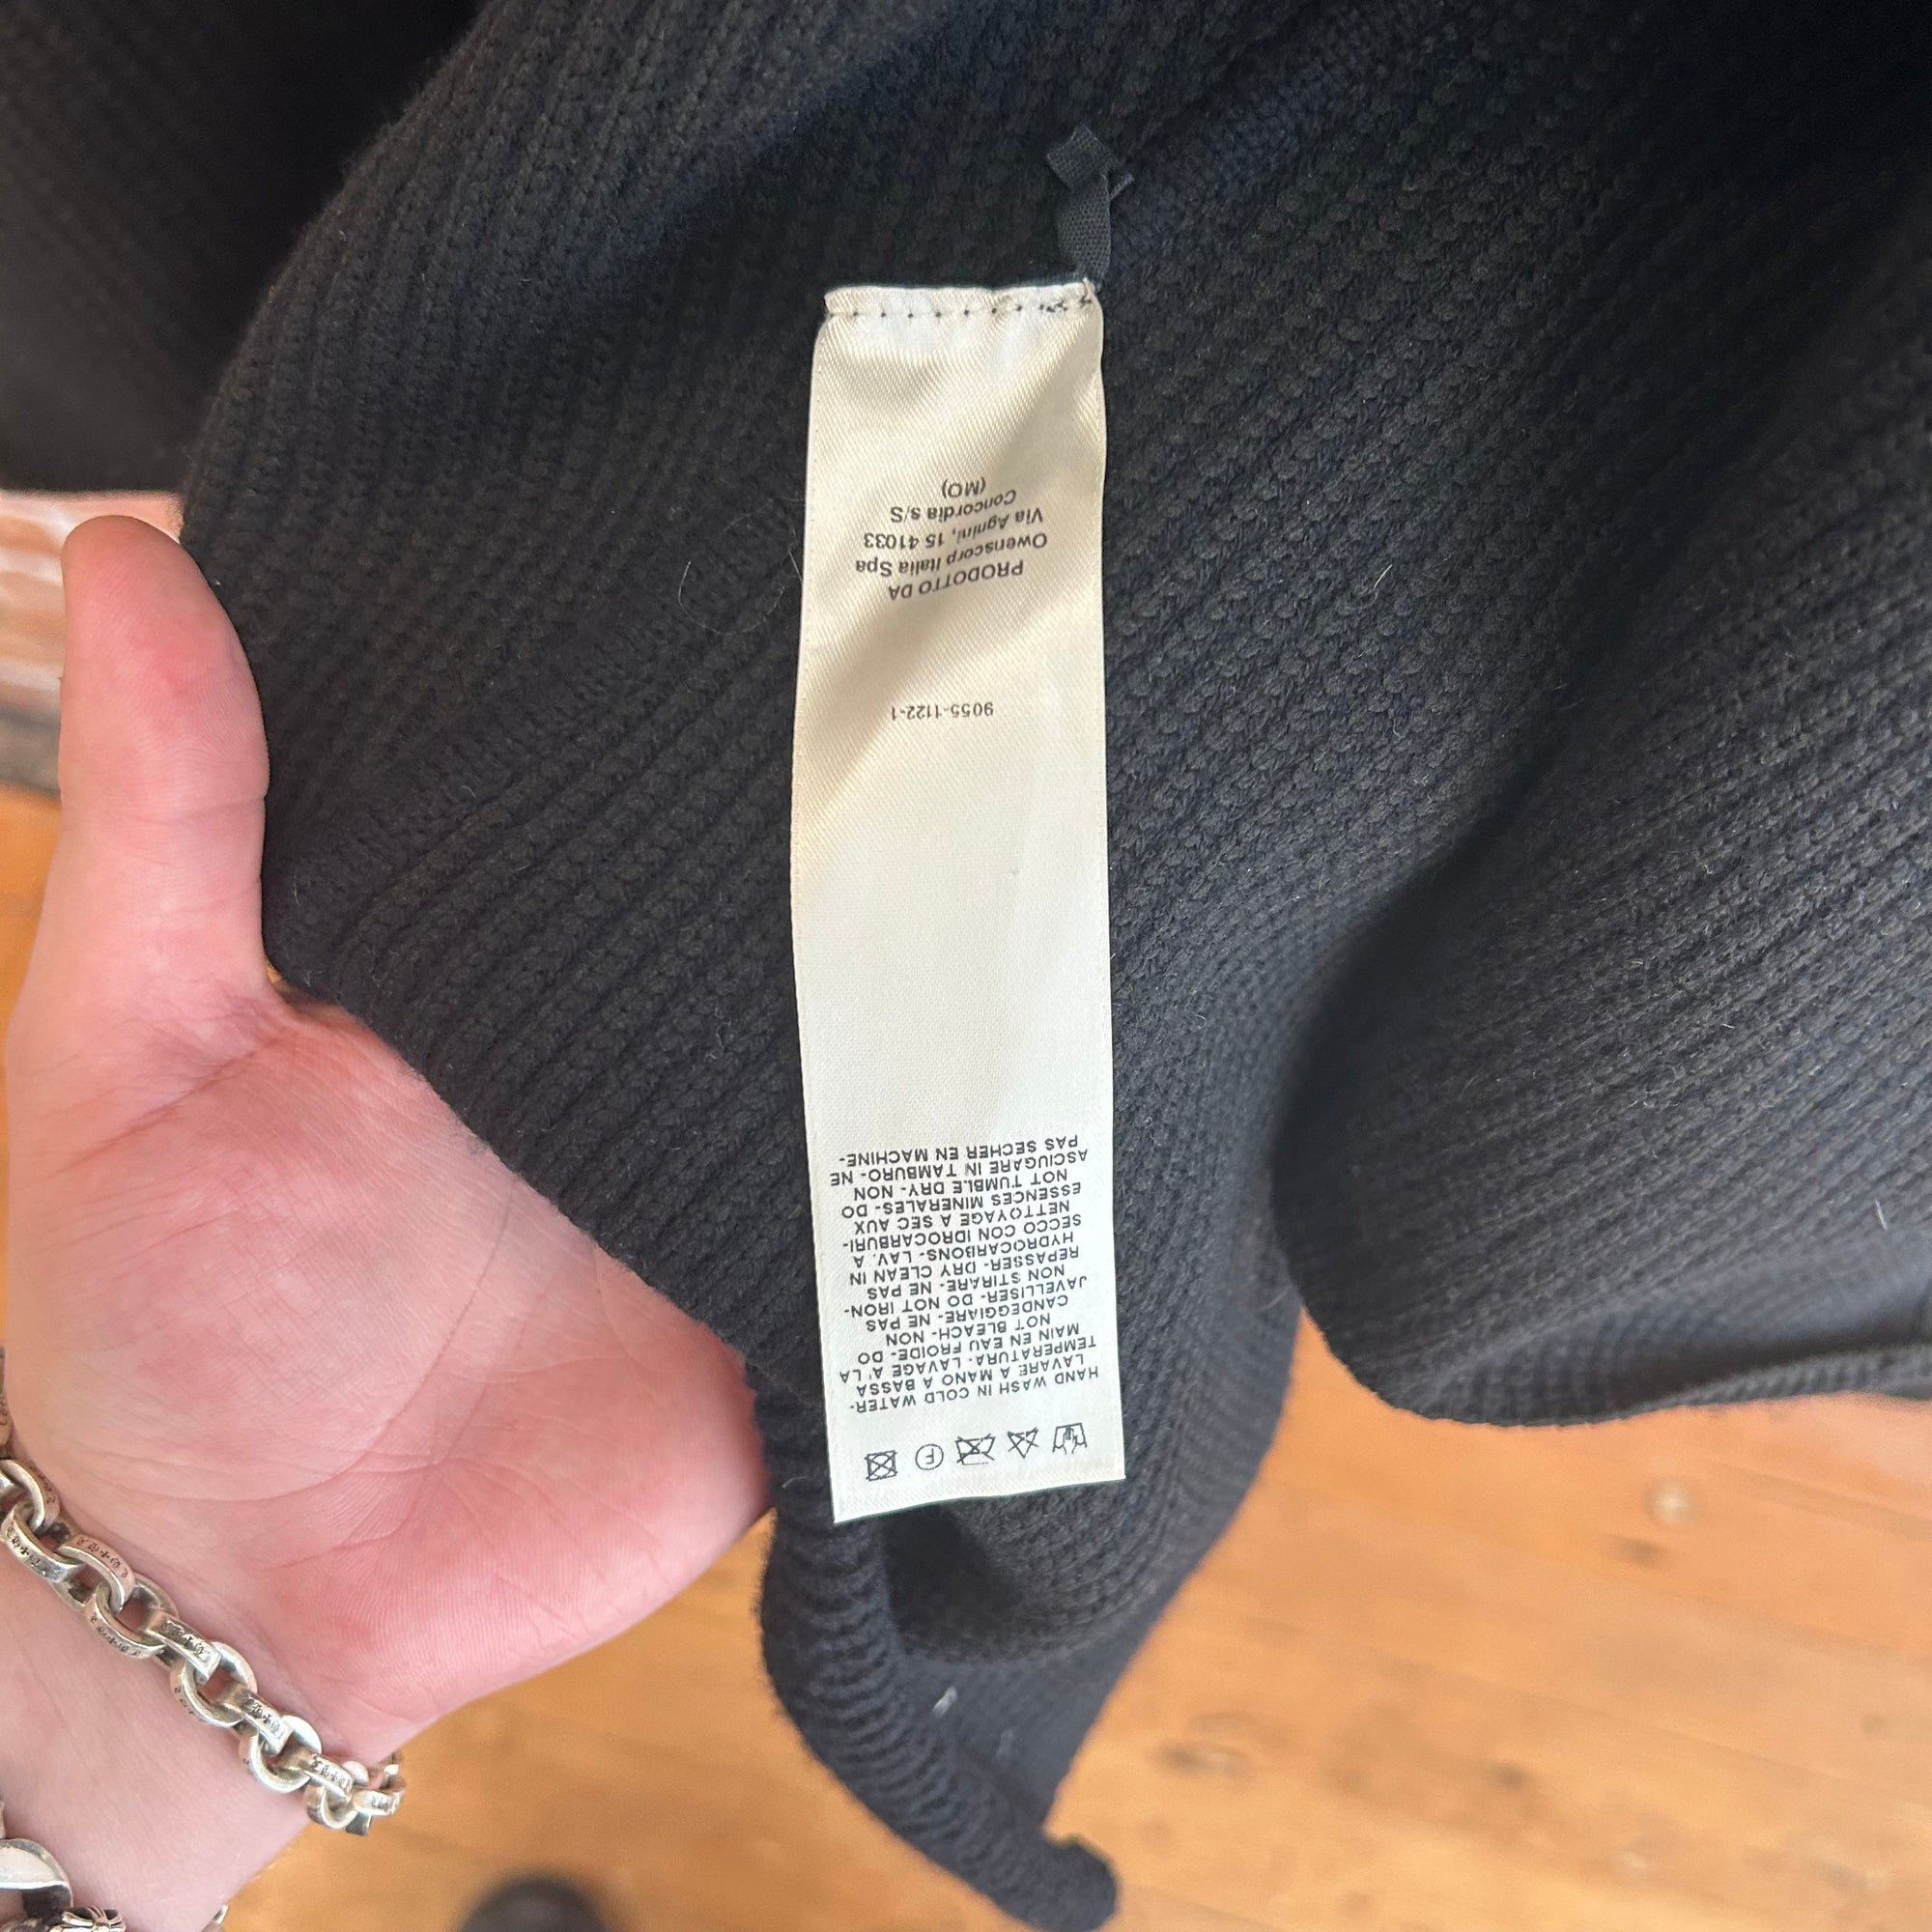 HAND WASH IN COLD WATER-
LAVARE A MANO A BASSA
TEMPERATURA- LAVAGE A' LA
MAIN EN EAU FROIDE- DO
NOT BLEACH- NON
CANDEGGIARE- NE PAS
JAVELLISER- DO NOT IRON-
NON STIRARE- NE PAS
REPASSER- DRY CLEAN IN
HYDROCARBONS- LAV. A
SECCO CON IDROCARBURI-
NETTOYAGE A SEC AUX
ESSENCES MINERALES- DO
NOT TUMBLE DRY- NON
ASCIUGARE IN TAMBURO- NE
PAS SECHER EN MACHINE-
9055-1122-1
PRODOTTO DA
Owenscorp Italia Spa
Via Agnini, 15 41033
Concordia s/S
(MO)